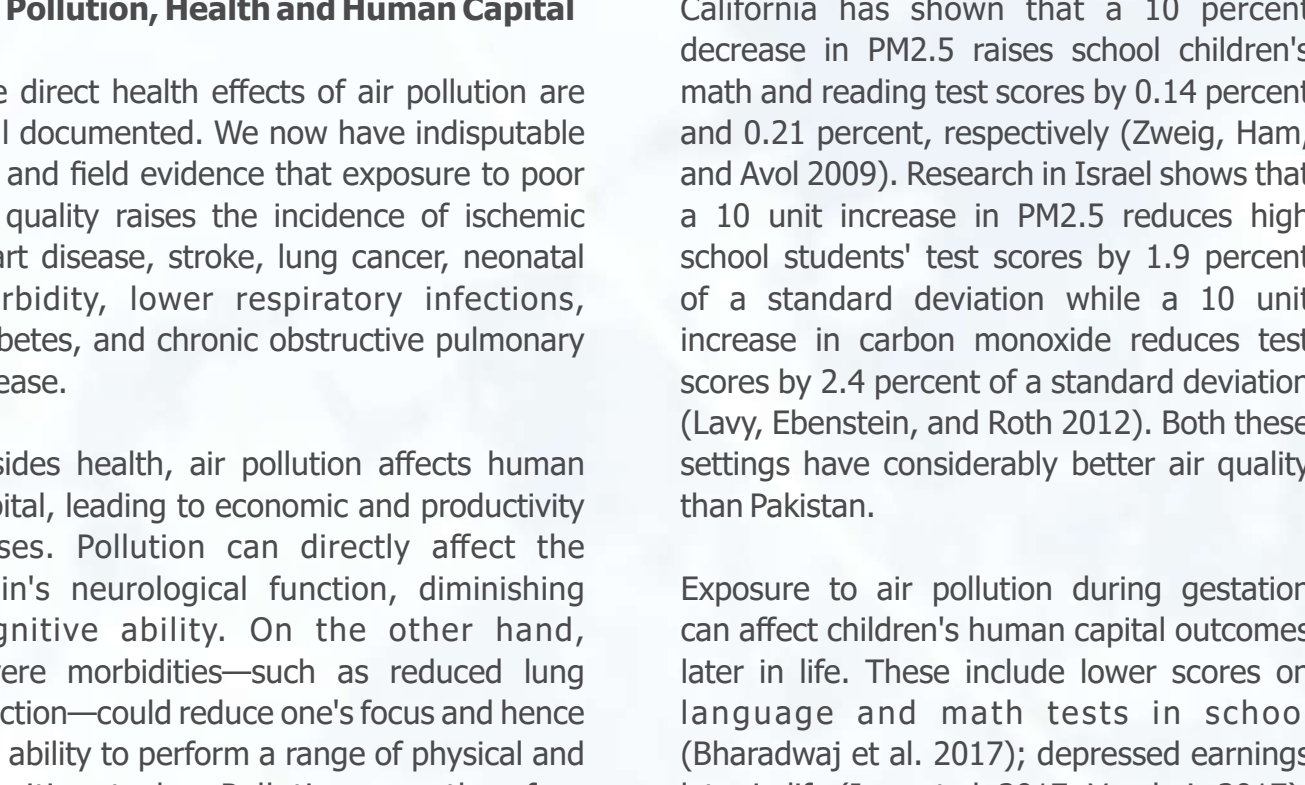 Pollution, Health and Human Capital
direct health effects of air pollution are
documented. We now have indisputable
and field evidence that exposure to poor
quality raises the incidence of ischemic
disease, stroke, lung cancer, neonatal
lower respiratory infections,
and chronic obstructive pulmonary
health, air pollution affects human
leading to economic and productivity
Pollution can directly affect the
neurological function, diminishing
ability. On the other hand,
morbidities—such as reduced lung
could reduce one's focus and hence
ability to perform a range of physical and
California has shown that a 10 percent
decrease in PM2.5 raises school children's
math and reading test scores by 0.14 percent
and 0.21 percent, respectively (Zweig, Ham,
and Avol 2009). Research in Israel shows that
a 10 unit increase in PM2.5 reduces high
school students' test scores by 1.9 percent
of a standard deviation while a 10 unit
increase in carbon monoxide reduces test
scores by 2.4 percent of a standard deviation
(Lavy, Ebenstein, and Roth 2012). Both these
settings have considerably better air quality
than Pakistan.
Exposure to air pollution during gestation
can affect children's human capital outcomes
later in life. These include lower scores on
language and math tests in school
(Bharadwaj et al. 2017); depressed earnings